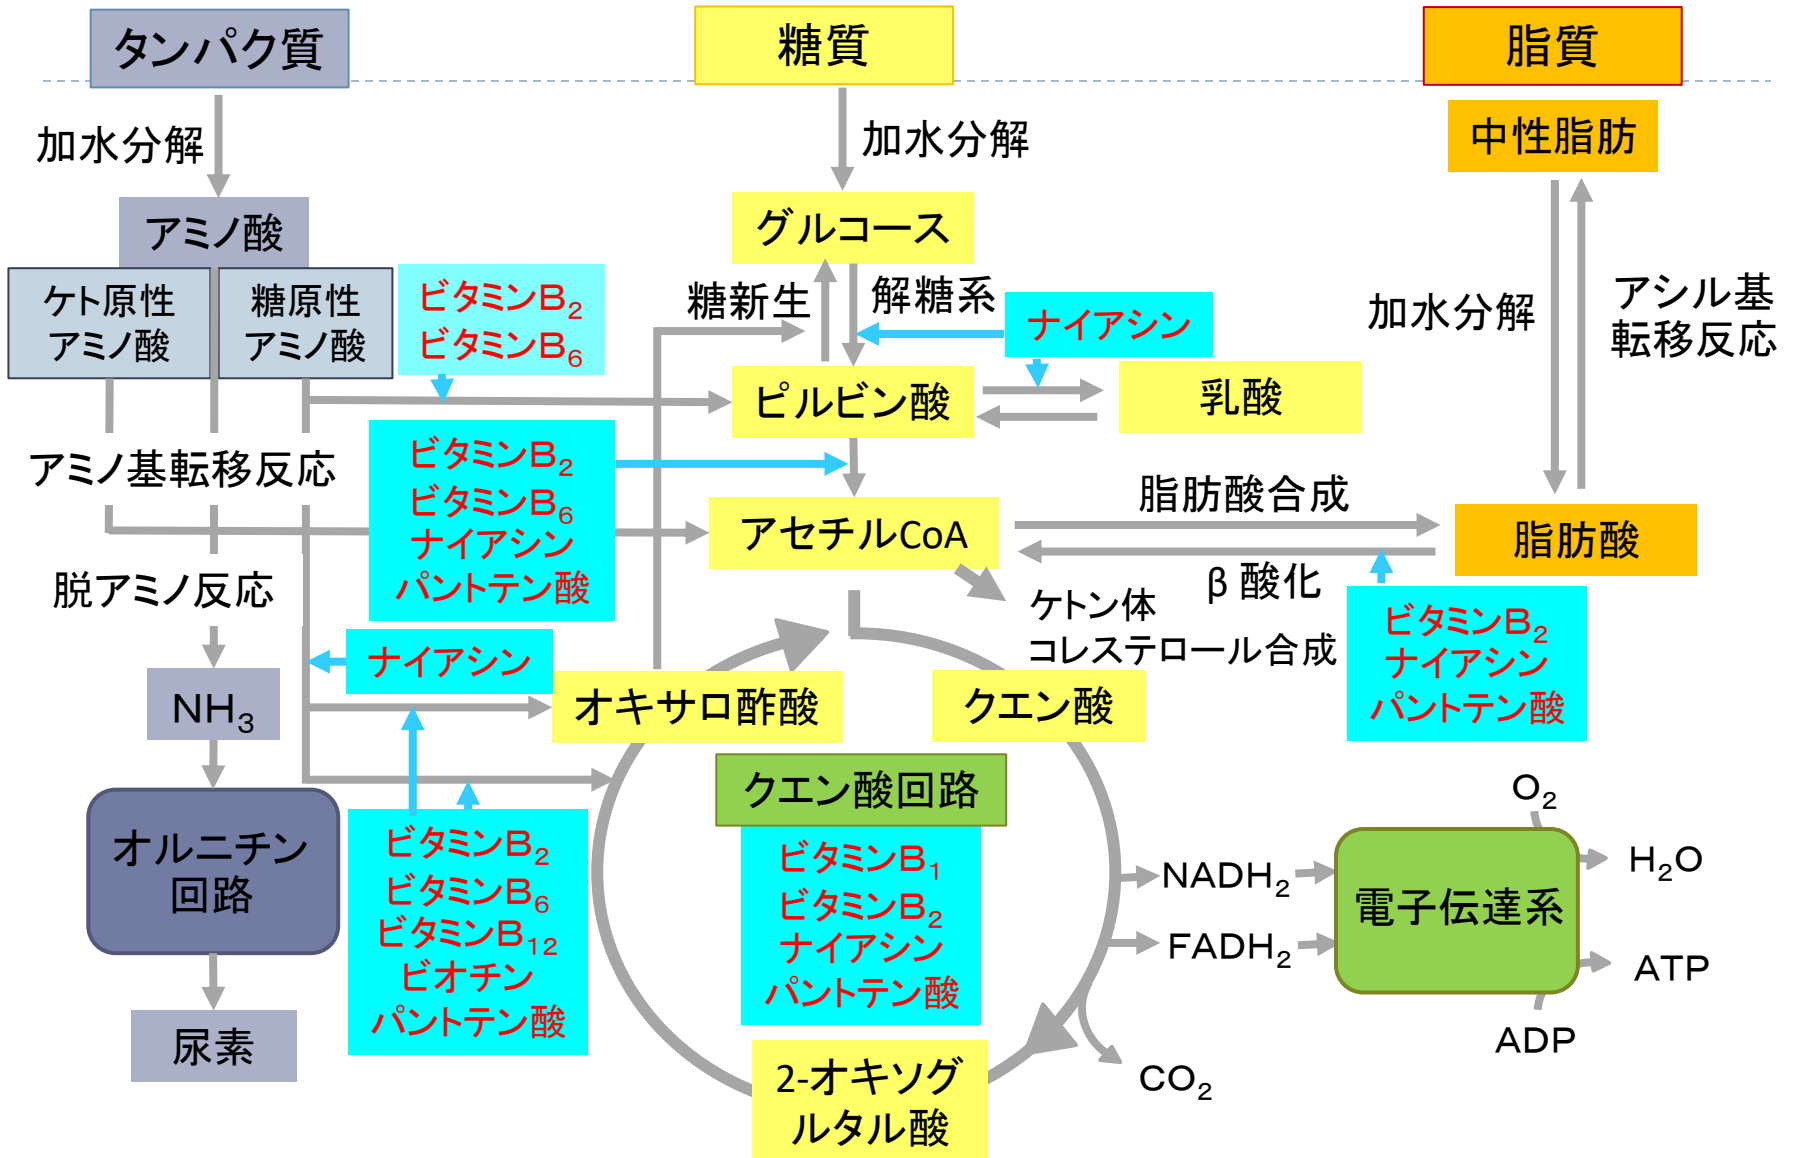 タンパク質
糖質
脂質
加水分解
加水分解
中性脂肪
アミノ酸
グルコース
ケト原性
アミノ酸
糖原性
アミノ酸
ビタミンB₂
ビタミンB₆
糖新生
解糖系
ナイアシン
加水分解
アシル基
転移反応
ピルビン酸
乳酸
アミノ基転移反応
ビタミンB₂
ビタミンB₆
ナイアシン
パントテン酸
アセチルCoA
脂肪酸合成
脂肪酸
β酸化
脱アミノ反応
ケトン体
コレステロール合成
ビタミンB₂
ナイアシン
パントテン酸
ナイアシン
NH₃
オキサロ酢酸
クエン酸
クエン酸回路
オルニチン
回路
ビタミンB₂
ビタミンB₆
ビタミンB₁₂
ビオチン
パントテン酸
ビタミンB₁
ビタミンB₂
ナイアシン
パントテン酸
NADH₂
FADH₂
O₂
電子伝達系
H₂O
ATP
ADP
尿素
2-オキソグ
ルタル酸
CO₂